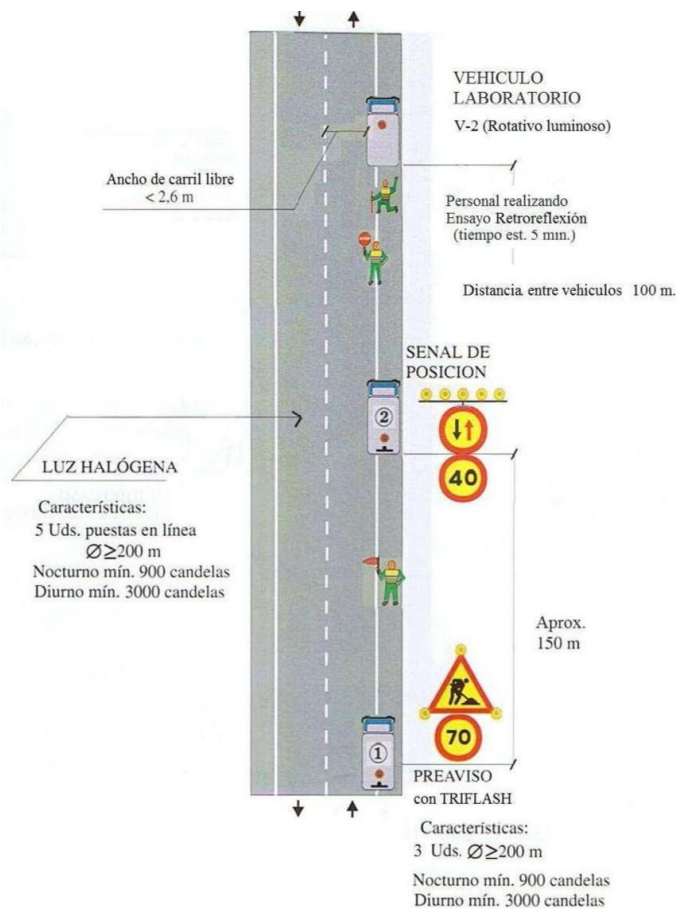 VEHICULO
LABORATORIO
V-2 (Rotativo luminoso)
Ancho de carril libre
< 2,6 m
Personal realizando
Ensayo Retroreflexión
(tiempo est. 5 min.)
Distancia entre vehiculos 100 m.
SENAL DE
POSICION
2
40
LUZ HALÓGENA
Características:
5 Uds. puestas en línea
Ø≥200 m
Nocturno mín. 900 candelas
Diurno mín. 3000 candelas
Aprox.
150 m
70
1
PREAVISO
con TRIFLASH
Características:
3 Uds. Ø≥200 m
Nocturno mín. 900 candelas
Diurno mín. 3000 candelas